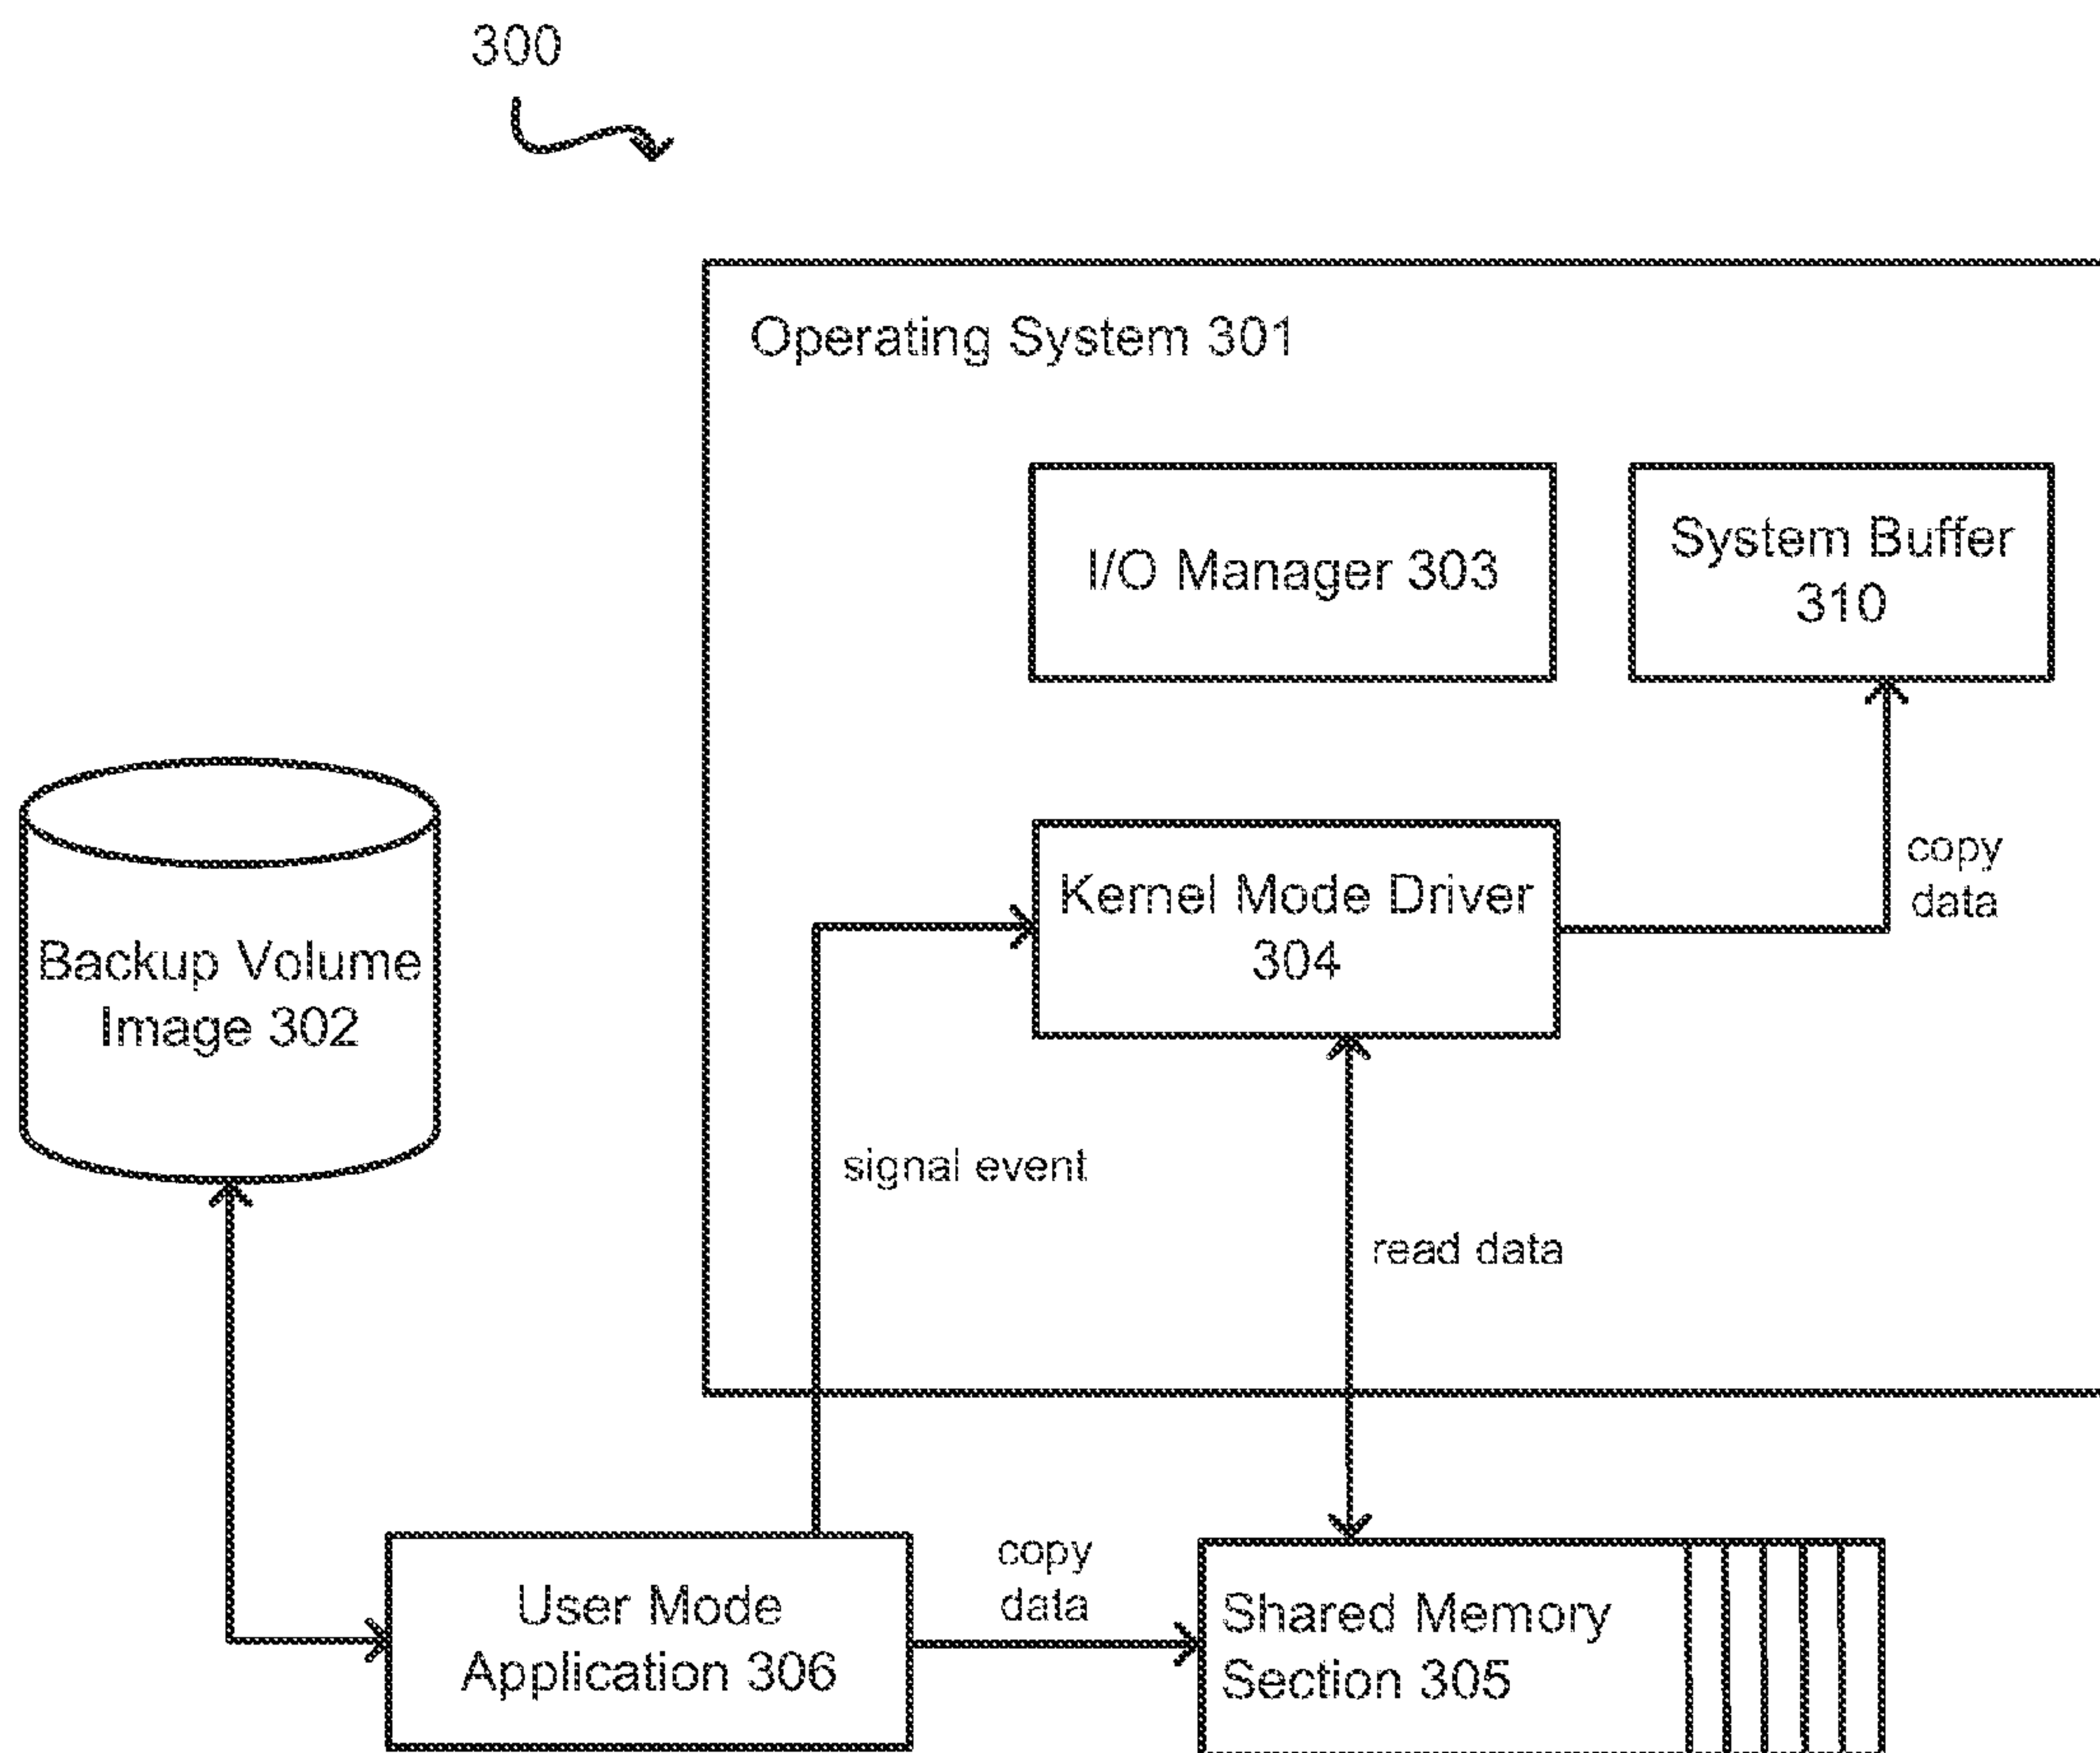 300
Operating System 301
I/O Manager 303
System Buffer
310
Kernel Mode Driver
304
copy
data
Backup Volume
Image 302
signal event
read data
copy
data
User Mode
Application 306
Shared Memory
Section 305